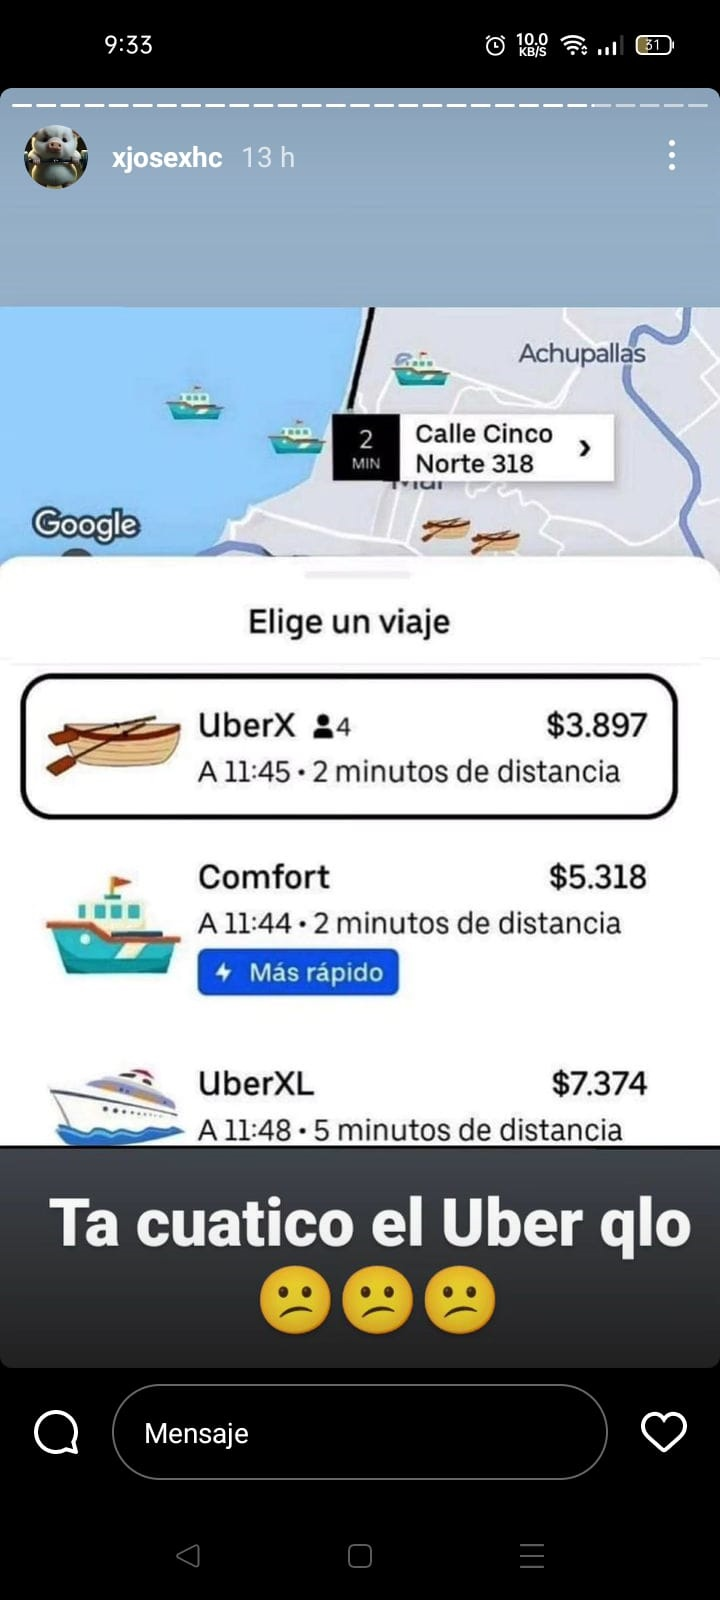 9:33
10.0
KB/S
31
xjosexhc 13 h
Achupallas
2
MIN
Calle Cinco
Norte 318
Google
Elige un viaje
UberX 4 $3.897
A 11:45 • 2 minutos de distancia
Comfort $5.318
A 11:44 • 2 minutos de distancia
Más rápido
UberXL $7.374
A 11:48 • 5 minutos de distancia
Ta cuatico el Uber qlo
😕😕😕
Mensaje